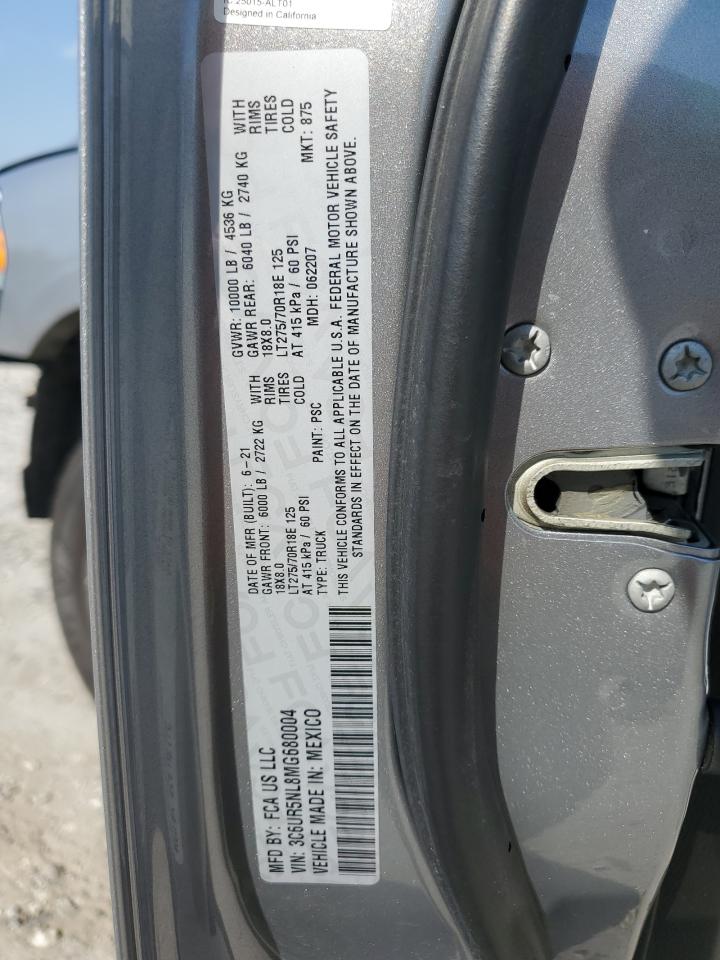 IC:25015-ALT01
Designed in California
MFD BY: FCA US LLC
VIN: 3C6UR5NL8MG680004
VEHICLE MADE IN: MEXICO
DATE OF MFR (BUILT): 6-21
GVWR: 10000 LB / 4536 KG
GAWR FRONT: 6000 LB / 2722 KG WITH
GAWR REAR: 6040 LB / 2740 KG WITH
18X8.0 RIMS
18X8.0 RIMS
LT275/70R18E 125 TIRES
LT275/70R18E 125 TIRES
AT 415 kPa / 60 PSI COLD
AT 415 kPa / 60 PSI COLD
TYPE: TRUCK PAINT: PSC MDH: 062207 MKT: 875
THIS VEHICLE CONFORMS TO ALL APPLICABLE U.S.A. FEDERAL MOTOR VEHICLE SAFETY
STANDARDS IN EFFECT ON THE DATE OF MANUFACTURE SHOWN ABOVE.